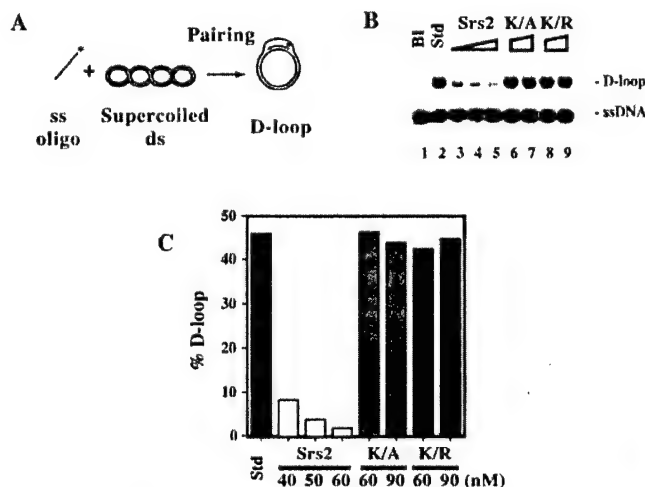 A
Pairing
*
+
ss
oligo
Supercoiled
ds
D-loop
B
Bl
Std
Srs2
K/A K/R
- D-loop
- ssDNA
1 2 3 4 5 6 7 8 9
C
% D-loop
50
40
30
20
10
0
Std
Srs2
K/A
K/R
40 50 60 60 90 60 90 (nM)